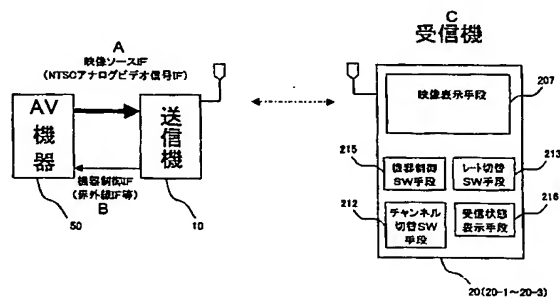 A
映像ソースIF
(NTSCアナログビデオ信号IF)
AV
機器
送信機
機器制御IF
(赤外線IF等)
B
50
10
C
受信機
映像表示手段
207
215
機器制御
SW手段
レート切替
SW手段
213
212
チャンネル
切替SW
手段
受信状態
表示手段
216
20(20-1~20-3)